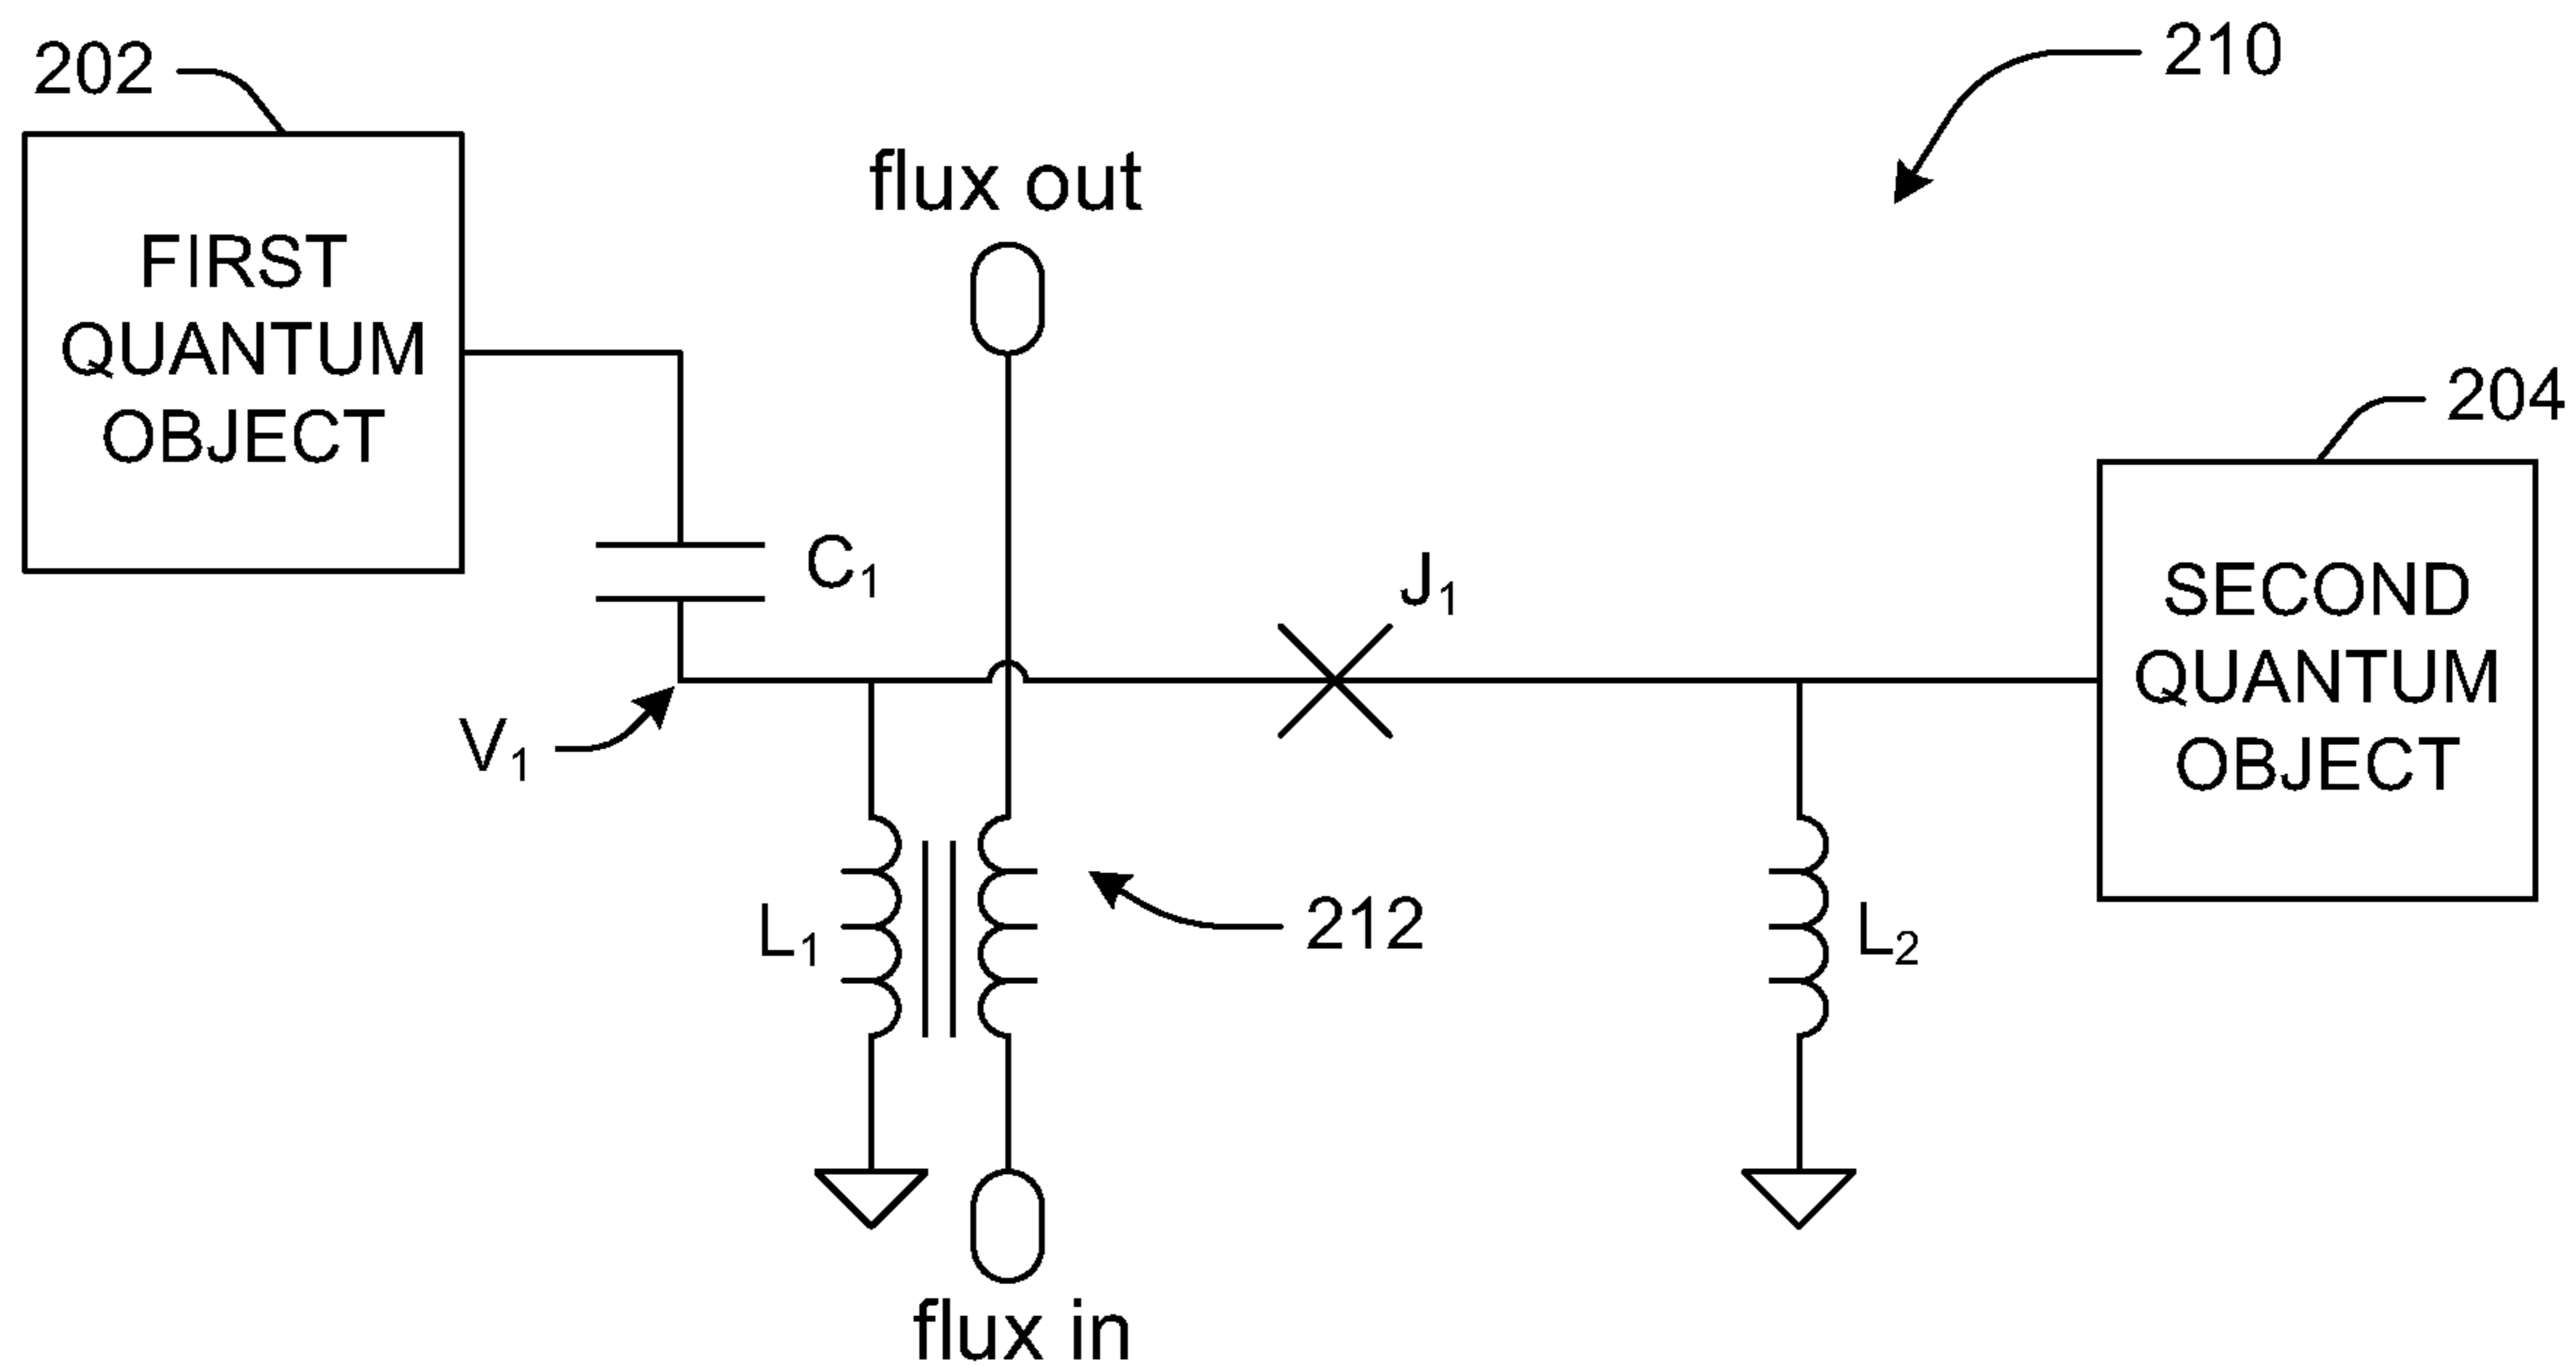 202
210
FIRST
QUANTUM
OBJECT
flux out
204
C₁
J₁
SECOND
QUANTUM
OBJECT
V₁
L₁
212
L₂
flux in